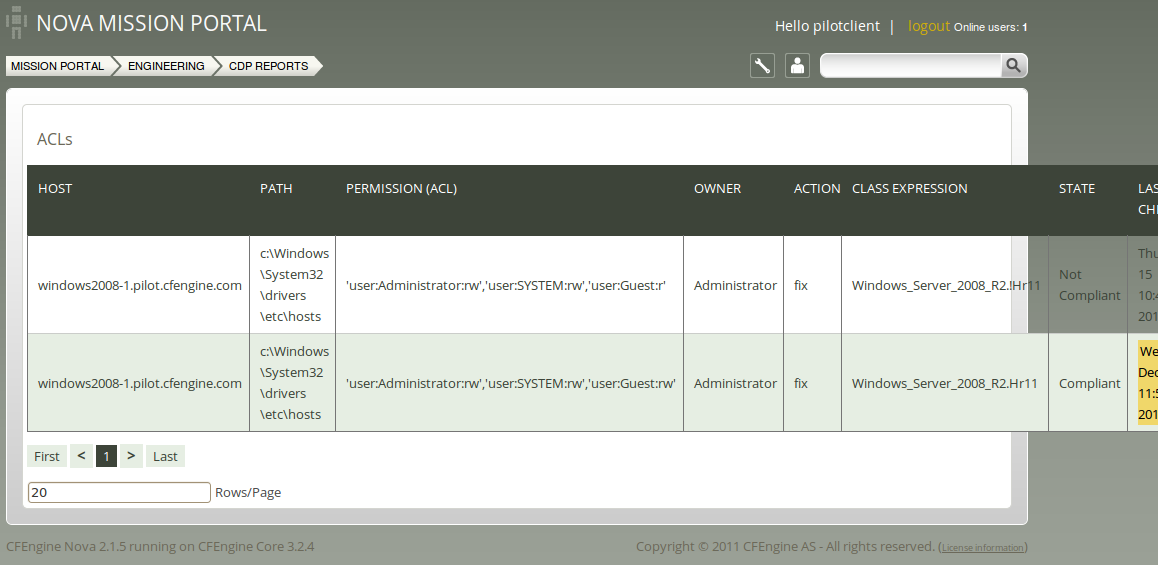 NOVA MISSION PORTAL
Hello pilotclient | logout Online users: 1
MISSION PORTAL ENGINEERING CDP REPORTS
ACLs
HOST PATH PERMISSION (ACL) OWNER ACTION CLASS EXPRESSION STATE LAS
CHE
windows2008-1.pilot.cfengine.com
c:\Windows
\System32
\drivers
\etc\hosts
'user:Administrator:rw','user:SYSTEM:rw','user:Guest:r'
Administrator
fix
Windows_Server_2008_R2.!Hr11
Not
Compliant
Thu
15
10:4
201
windows2008-1.pilot.cfengine.com
c:\Windows
\System32
\drivers
\etc\hosts
'user:Administrator:rw','user:SYSTEM:rw','user:Guest:rw'
Administrator
fix
Windows_Server_2008_R2.Hr11
Compliant
We
Dec
11:5
201
First < 1 > Last
20 Rows/Page
CFEngine Nova 2.1.5 running on CFEngine Core 3.2.4
Copyright © 2011 CFEngine AS - All rights reserved. (License information)